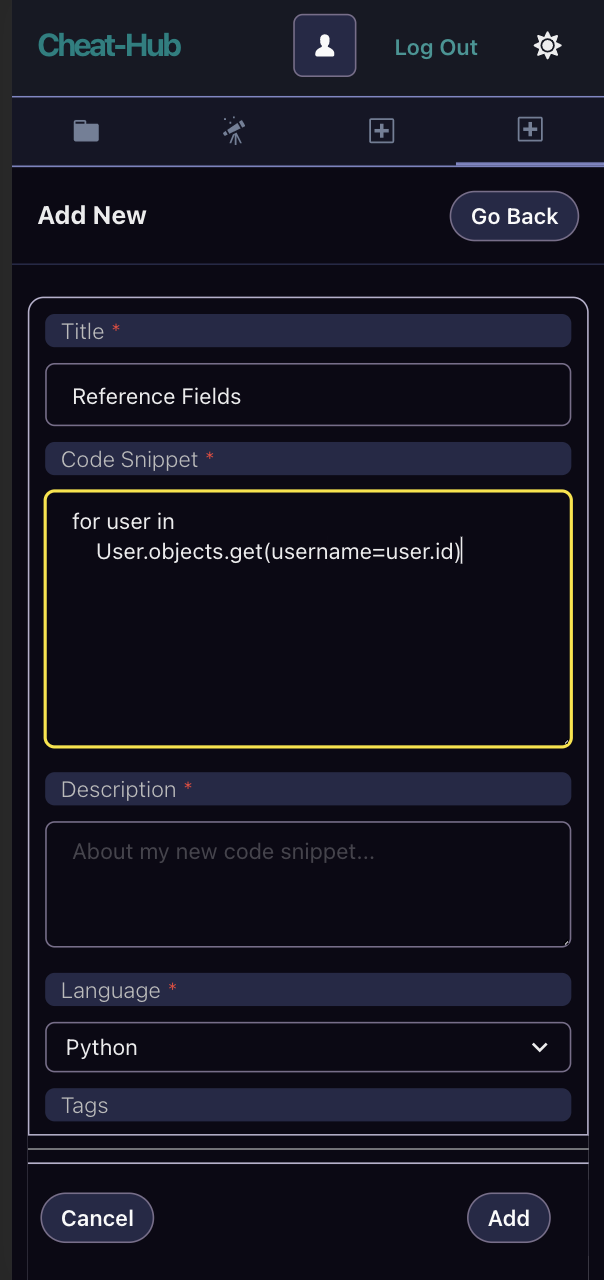 Cheat-Hub
Log Out
Add New
Go Back
Title *
Reference Fields
Code Snippet *
for user in
    User.objects.get(username=user.id)
Description *
About my new code snippet...
Language *
Python
Tags
Cancel
Add